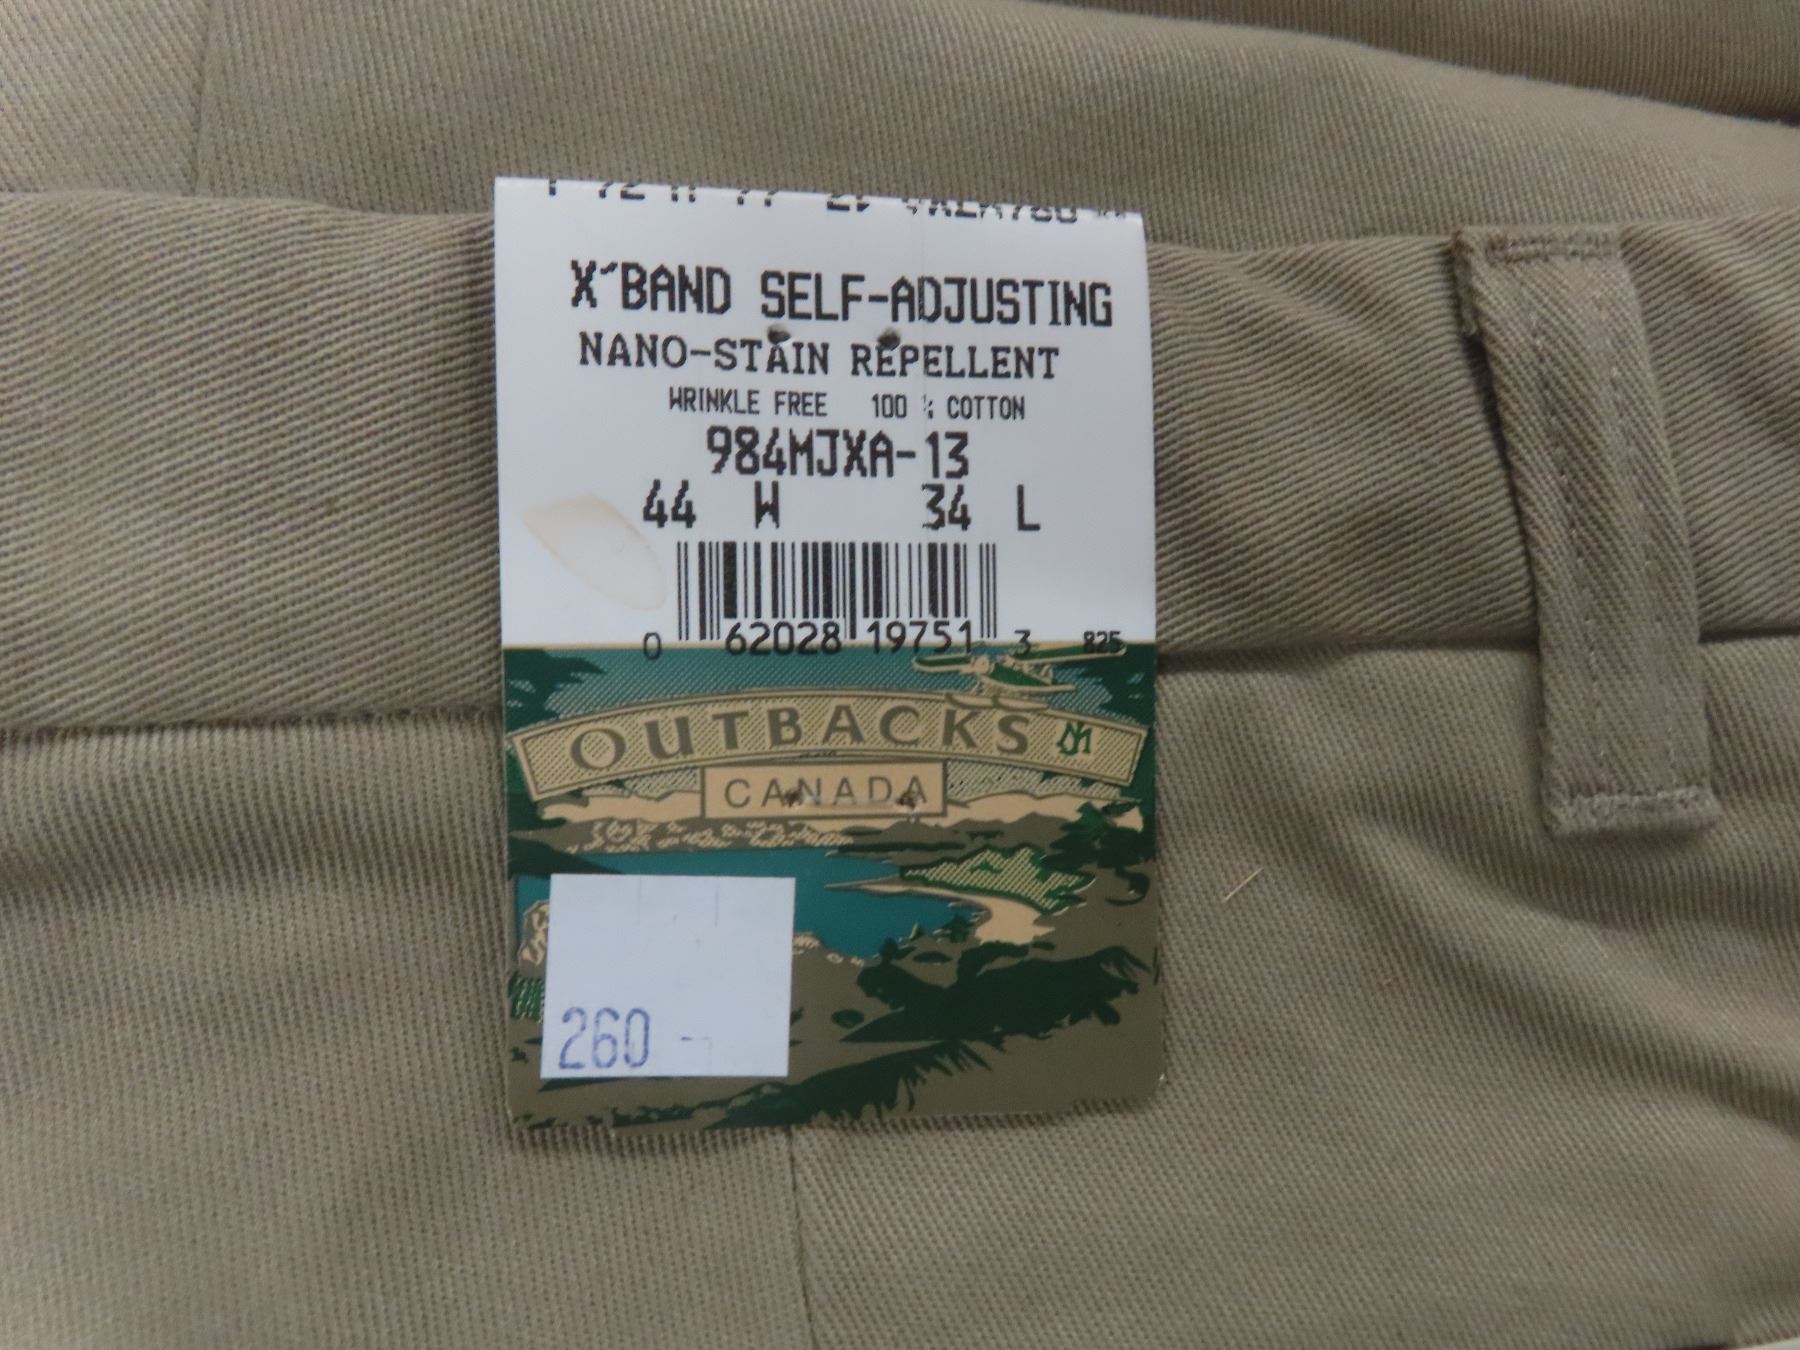 X´BAND SELF-ADJUSTING
NANO-STAIN REPELLENT
WRINKLE FREE 100 % COTTON
984MJXA-13
44 W 34 L
0 62028 19751 3 825
OUTBACKS
CANADA
260 -